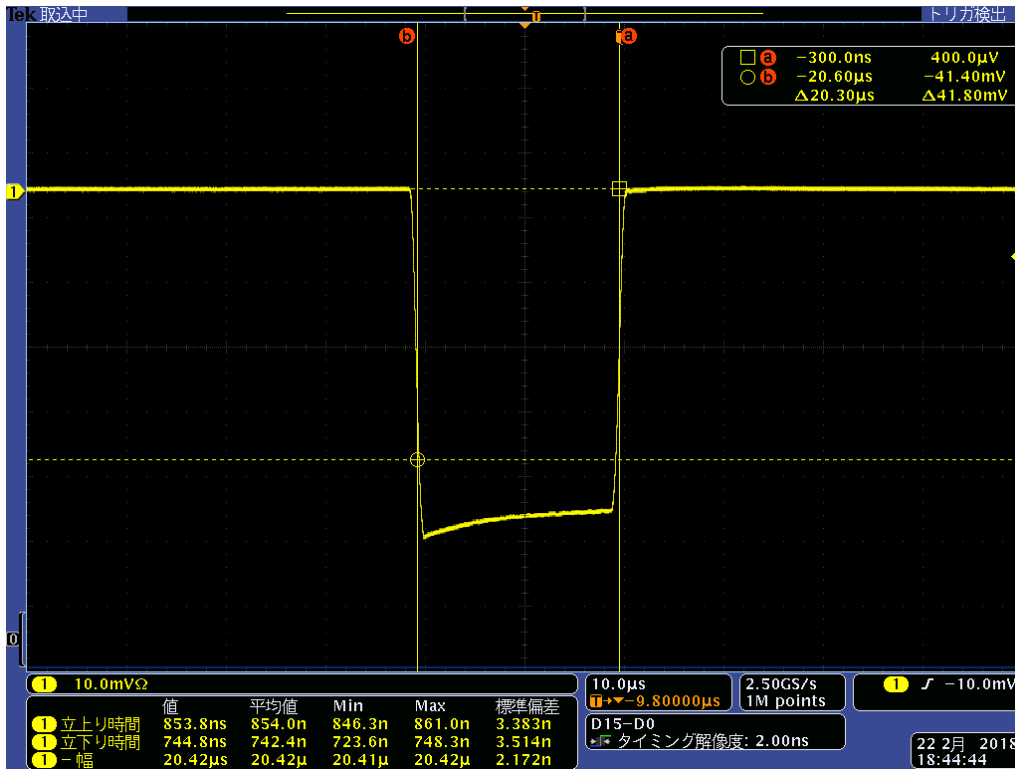 Tek 取込中 トリガ検出
b a
a -300.0ns 400.0µV
b -20.60µs -41.40mV
Δ20.30µs Δ41.80mV
1
0
1 10.0mVΩ
値 平均値 Min Max 標準偏差
1 立上り時間 853.8ns 854.0n 846.3n 861.0n 3.383n
1 立下り時間 744.8ns 742.4n 723.6n 748.3n 3.514n
1 -幅 20.42µs 20.42µ 20.41µ 20.42µ 2.172n
10.0µs
T→▼-9.80000µs
2.50GS/s
1M points
1 ʃ -10.0mV
D15-D0
タイミング解像度: 2.00ns
22 2月 2018
18:44:44